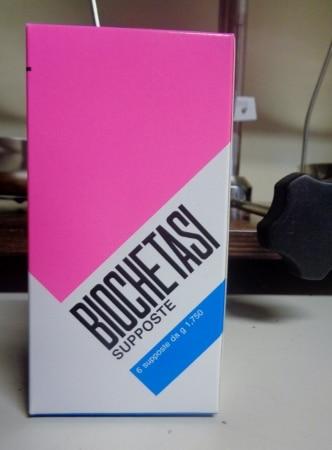 BIOCHETASI
SUPPOSTE
6 supposte da g 1,750